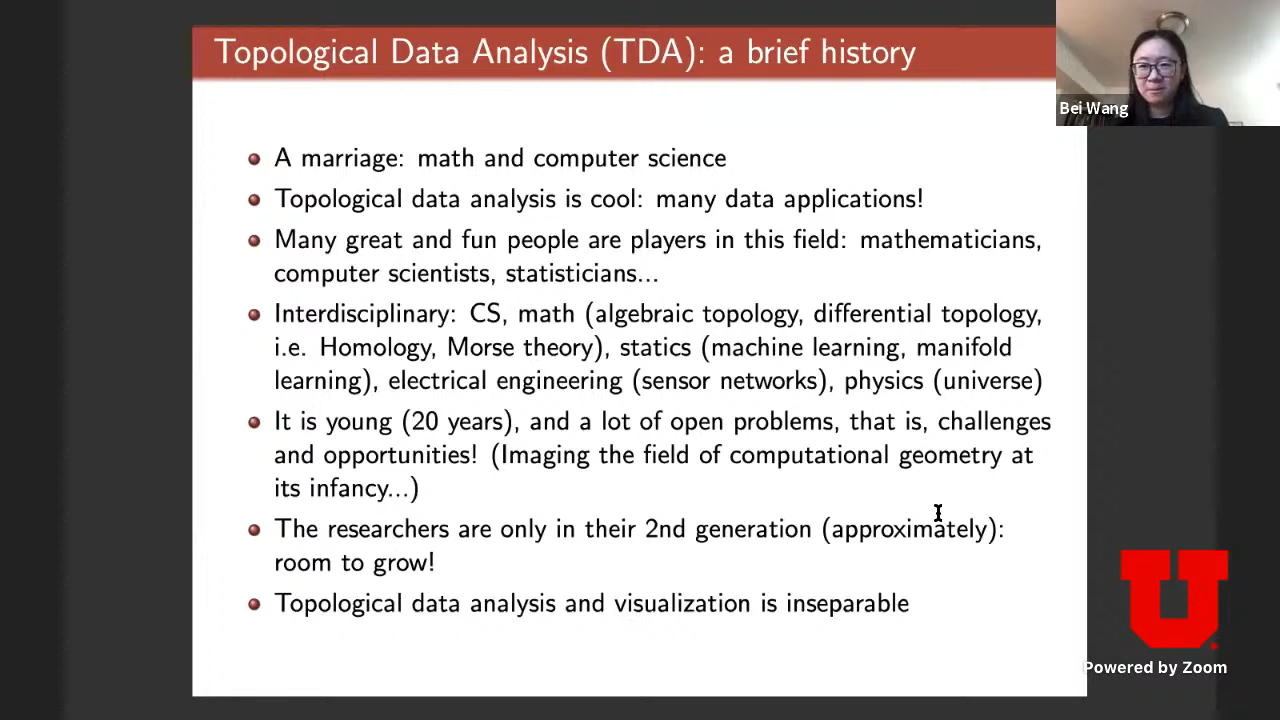 Topological Data Analysis (TDA): a brief history
Bei Wang
A marriage: math and computer science
Topological data analysis is cool: many data applications!
Many great and fun people are players in this field: mathematicians,
computer scientists, statisticians...
Interdisciplinary: CS, math (algebraic topology, differential topology,
i.e. Homology, Morse theory), statics (machine learning, manifold
learning), electrical engineering (sensor networks), physics (universe)
It is young (20 years), and a lot of open problems, that is, challenges
and opportunities! (Imaging the field of computational geometry at
its infancy...)
The researchers are only in their 2nd generation (approximately):
room to grow!
Topological data analysis and visualization is inseparable
U
Powered by Zoom